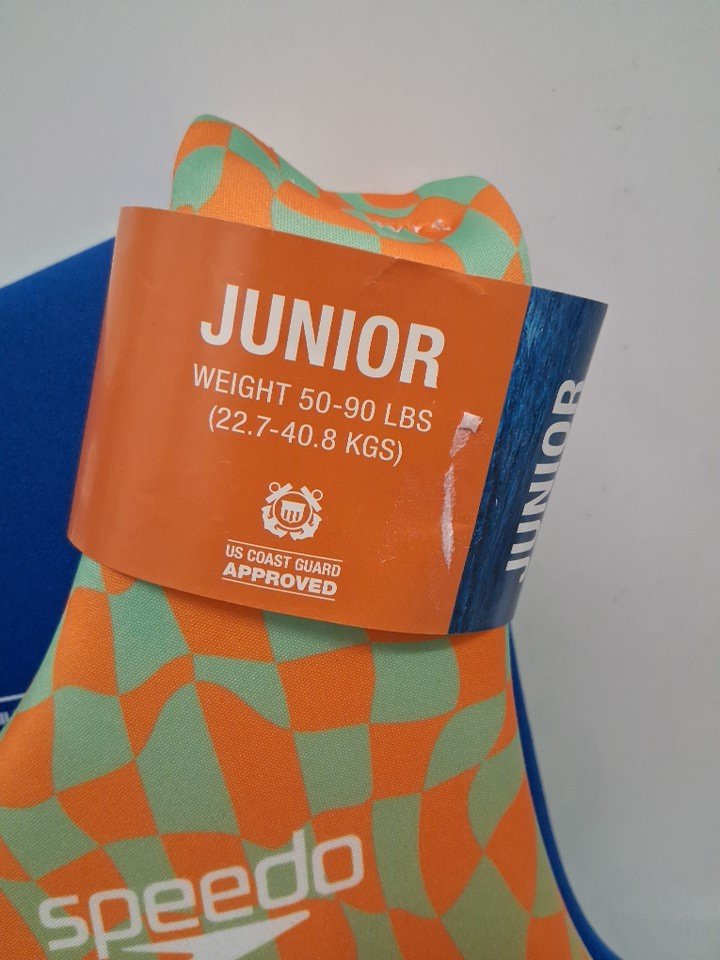 JUNIOR
WEIGHT 50-90 LBS
(22.7-40.8 KGS)
US COAST GUARD
APPROVED
JUNIOR
speedo